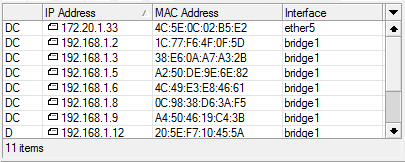 IP Address MAC Address Interface
DC 172.20.1.33 4C:5E:0C:02:B5:E2 ether5
DC 192.168.1.2 1C:77:F6:4F:0F:5D bridge1
DC 192.168.1.3 38:E6:0A:A7:A3:2B bridge1
DC 192.168.1.5 A2:50:DE:9E:6E:82 bridge1
DC 192.168.1.6 4C:49:E3:E8:46:61 bridge1
DC 192.168.1.8 0C:98:38:D6:3A:F5 bridge1
DC 192.168.1.9 A4:50:46:19:C4:3B bridge1
D 192.168.1.12 20:5E:F7:10:45:5A bridge1
11 items